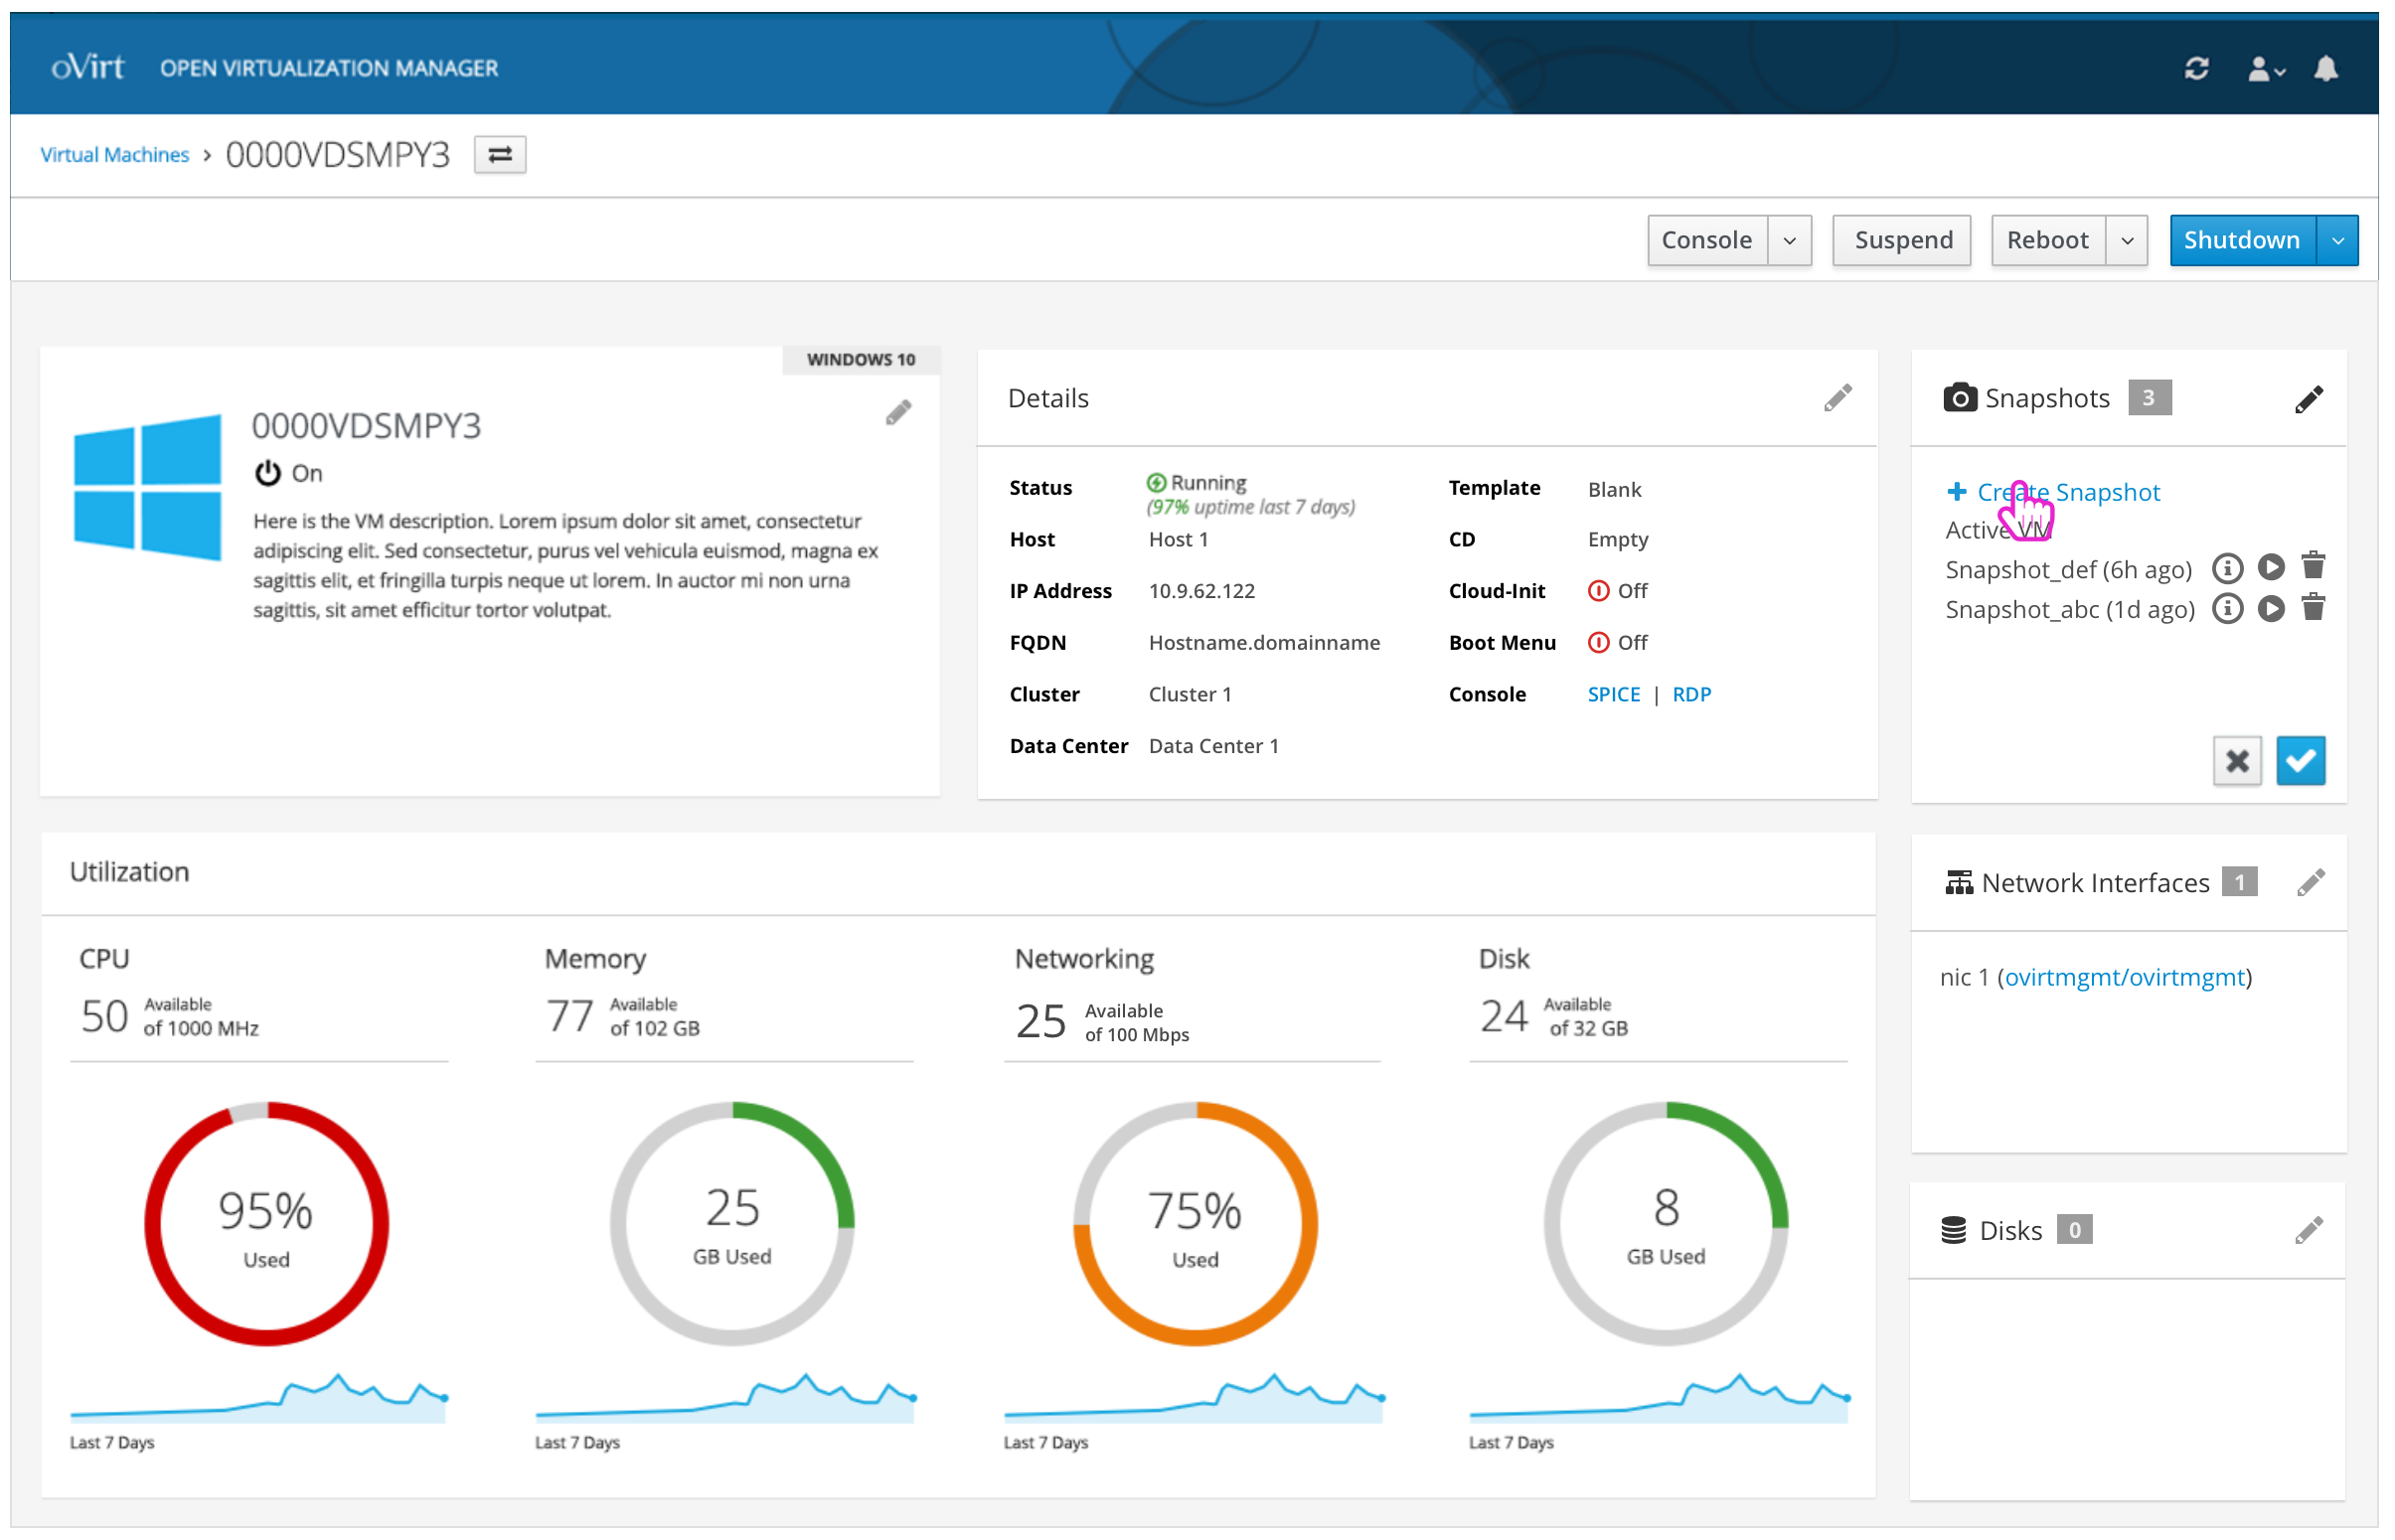 oVirt OPEN VIRTUALIZATION MANAGER
Virtual Machines > 0000VDSMPY3
Console Suspend Reboot Shutdown
WINDOWS 10
0000VDSMPY3
On
Here is the VM description. Lorem ipsum dolor sit amet, consectetur
adipiscing elit. Sed consectetur, purus vel vehicula euismod, magna ex
sagittis elit, et fringilla turpis neque ut lorem. In auctor mi non urna
sagittis, sit amet efficitur tortor volutpat.
Details
Status Running
(97% uptime last 7 days)
Host Host 1
IP Address 10.9.62.122
FQDN Hostname.domainname
Cluster Cluster 1
Data Center Data Center 1
Template Blank
CD Empty
Cloud-Init Off
Boot Menu Off
Console SPICE | RDP
Snapshots 3
+ Create Snapshot
Active VM
Snapshot_def (6h ago)
Snapshot_abc (1d ago)
Utilization
CPU
50 Available
of 1000 MHz
95%
Used
Last 7 Days
Memory
77 Available
of 102 GB
25
GB Used
Last 7 Days
Networking
25 Available
of 100 Mbps
75%
Used
Last 7 Days
Disk
24 Available
of 32 GB
8
GB Used
Last 7 Days
Network Interfaces 1
nic 1 (ovirtmgmt/ovirtmgmt)
Disks 0